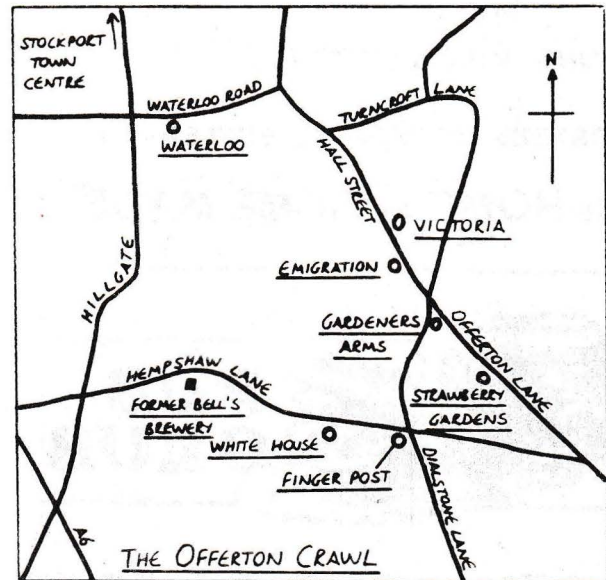 STOCKPORT
TOWN
CENTRE
N
WATERLOO ROAD
WATERLOO
TURNCROFT LANE
HALL STREET
VICTORIA
EMIGRATION
HILLGATE
GARDENERS
ARMS
OFFERTON LANE
HEMPSHAW LANE
FORMER BELL'S
BREWERY
STRAWBERRY
GARDENS
WHITE HOUSE
FINGER POST
DIALSTONE LANE
A6
THE OFFERTON CRAWL